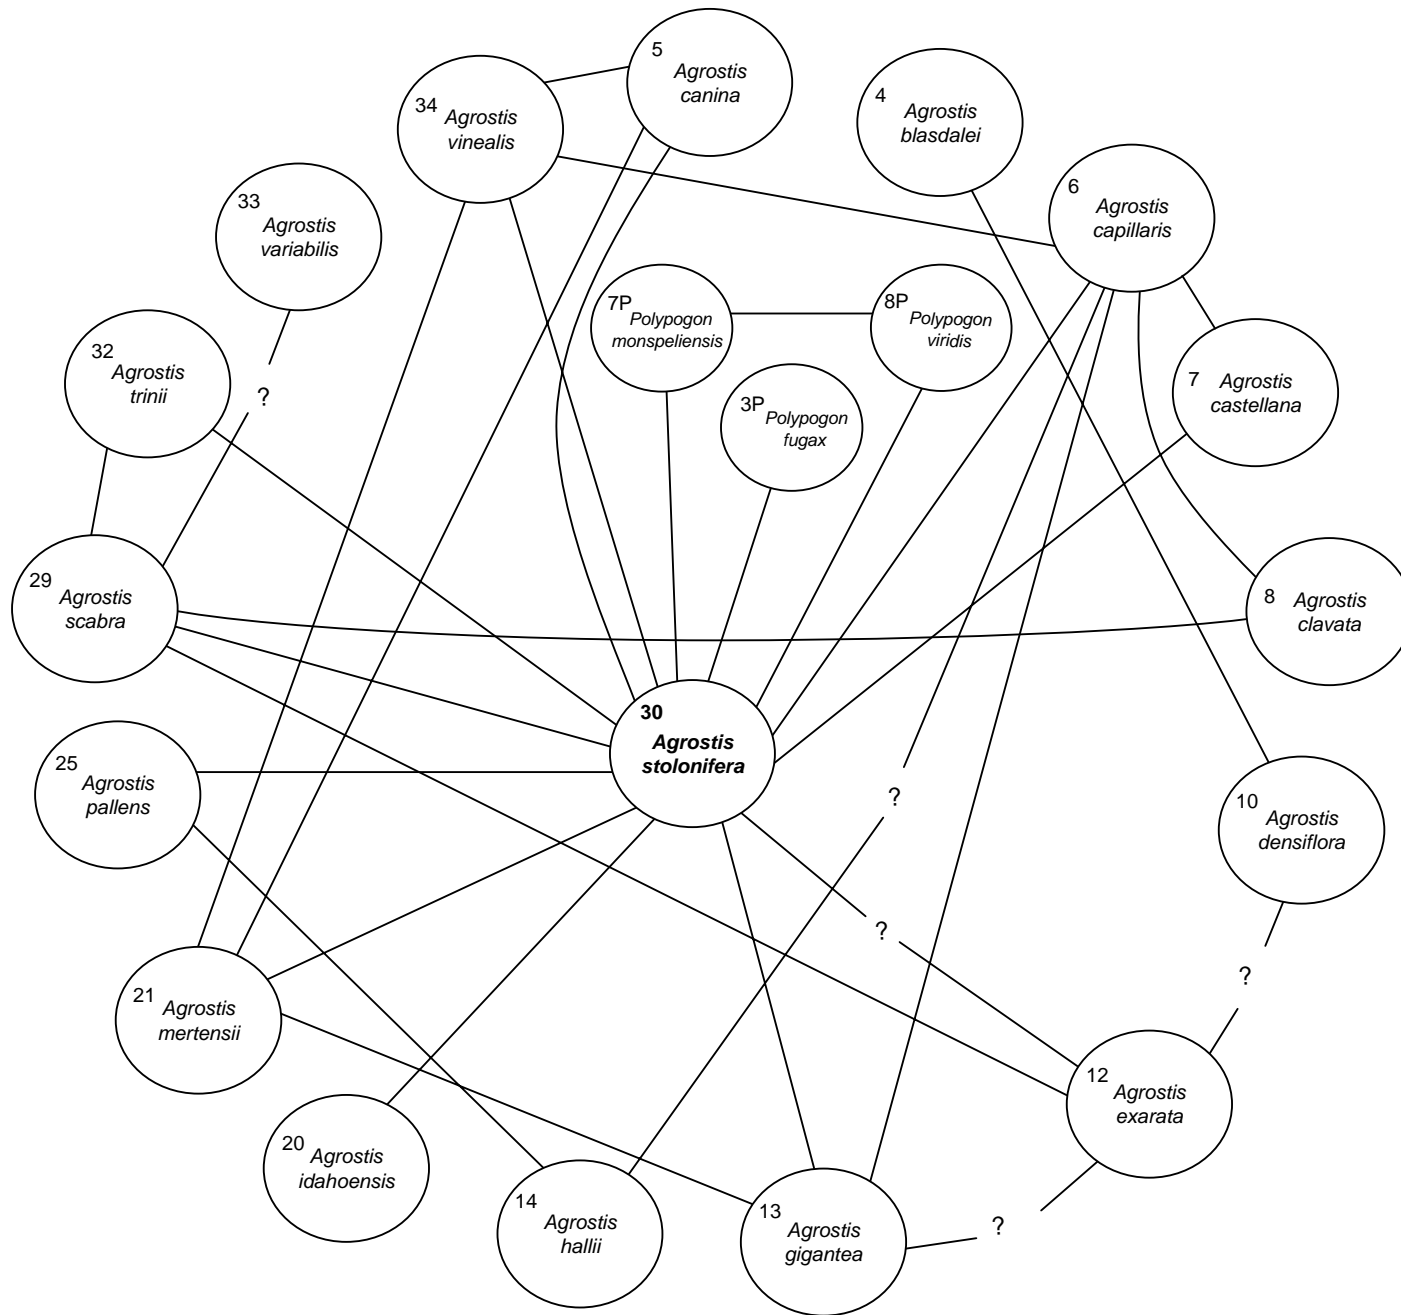 5
Agrostis
canina
34
Agrostis
vinealis
4
Agrostis
blasdalei
6
Agrostis
capillaris
33
Agrostis
variabilis
7P
Polypogon
monspeliensis
8P
Polypogon
viridis
32
Agrostis
trinii
?
3P
Polypogon
fugax
7
Agrostis
castellana
29
Agrostis
scabra
8
Agrostis
clavata
30
Agrostis
stolonifera
25
Agrostis
pallens
?
10
Agrostis
densiflora
?
?
21
Agrostis
mertensii
12
Agrostis
exarata
20
Agrostis
idahoensis
14
Agrostis
hallii
13
Agrostis
gigantea
?